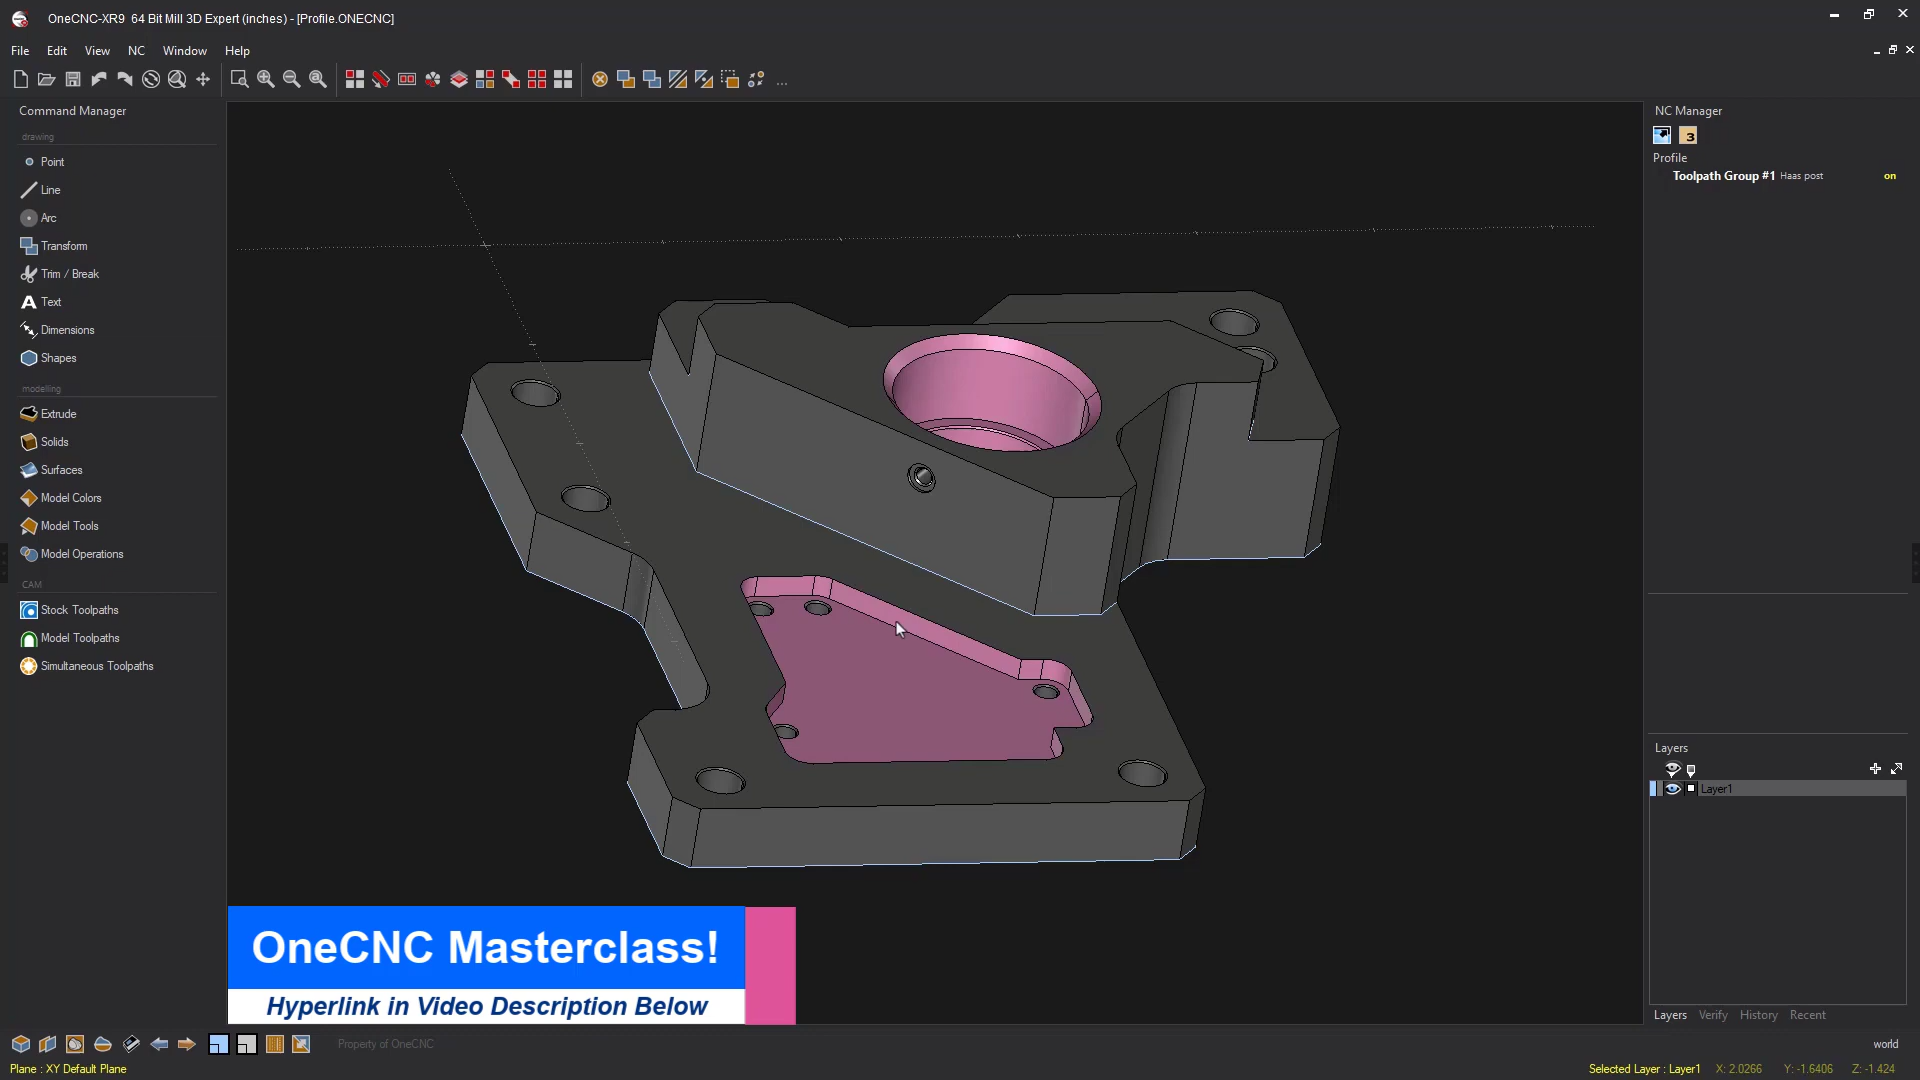 OneCNC-XR9  64 Bit Mill 3D Expert (inches) - [Profile.ONECNC]
File Edit View NC Window Help
...
Command Manager
drawing
Point
Line
Arc
Transform
Trim / Break
Text
Dimensions
Shapes
modelling
Extrude
Solids
Surfaces
Model Colors
Model Tools
Model Operations
CAM
Stock Toolpaths
Model Toolpaths
Simultaneous Toolpaths
NC Manager
3
Profile
Toolpath Group #1 Haas post on
Layers
Layer1
Layers Verify History Recent
OneCNC Masterclass!
Hyperlink in Video Description Below
Property of OneCNC
world
Plane : XY Default Plane
Selected Layer : Layer1 X: 2.0266 Y: -1.6406 Z: -1.424